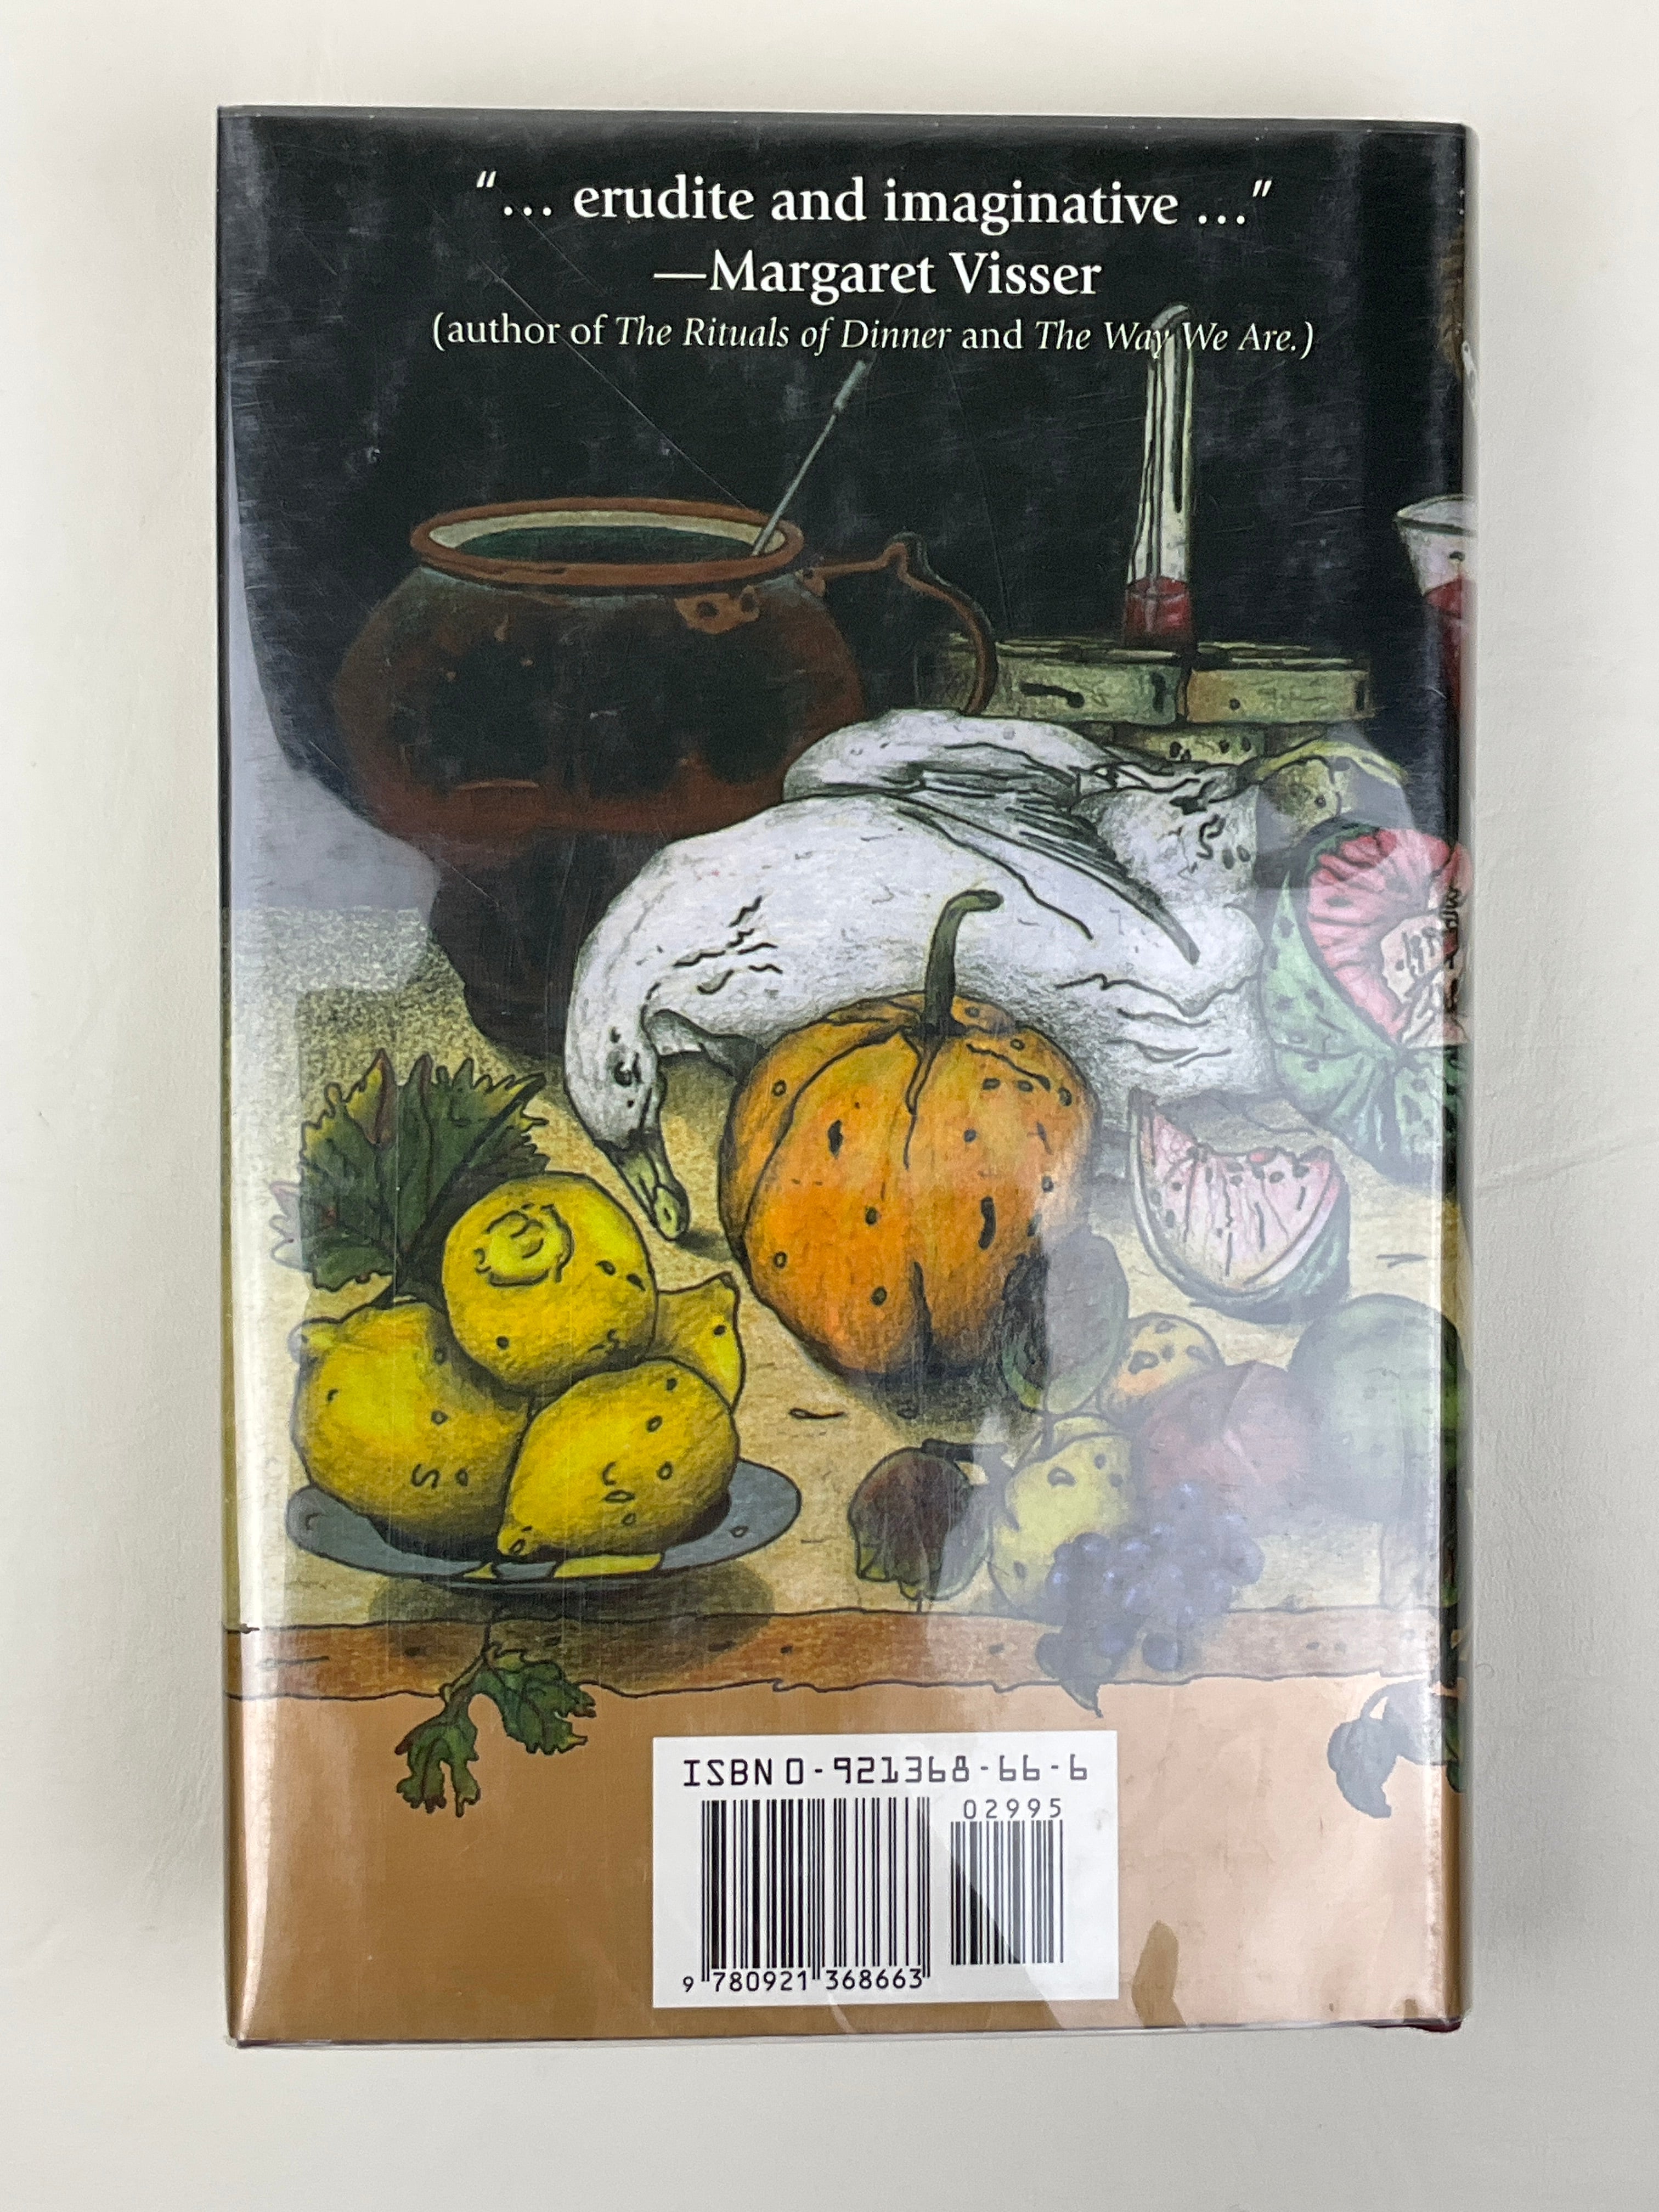 “… erudite and imaginative …”
—Margaret Visser
(author of The Rituals of Dinner and The Way We Are.)
ISBN 0-921368-66-6
02995
9 780921 368663